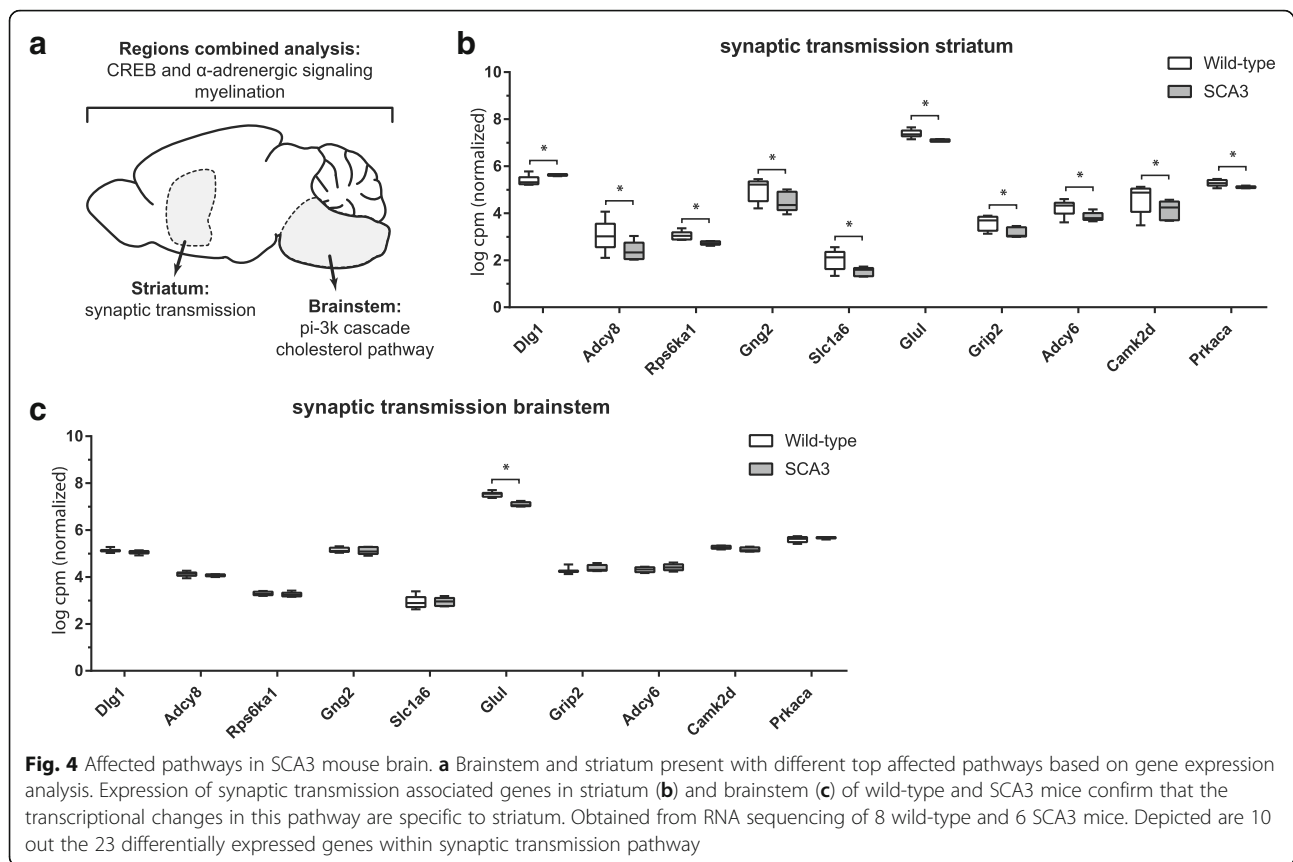 a
Regions combined analysis:
CREB and α-adrenergic signaling
myelination
Striatum:
synaptic transmission
Brainstem:
pi-3k cascade
cholesterol pathway
b
synaptic transmission striatum
Wild-type
SCA3
log cpm (normalized)
10
8
6
4
2
0
*
*
*
*
*
*
*
*
*
*
Dlg1
Adcy8
Rps6ka1
Gng2
Slc1a6
Glul
Grip2
Adcy6
Camk2d
Prkaca
c
synaptic transmission brainstem
Wild-type
SCA3
log cpm (normalized)
10
8
6
4
2
0
*
Dlg1
Adcy8
Rps6ka1
Gng2
Slc1a6
Glul
Grip2
Adcy6
Camk2d
Prkaca
Fig. 4 Affected pathways in SCA3 mouse brain. a Brainstem and striatum present with different top affected pathways based on gene expression
analysis. Expression of synaptic transmission associated genes in striatum (b) and brainstem (c) of wild-type and SCA3 mice confirm that the
transcriptional changes in this pathway are specific to striatum. Obtained from RNA sequencing of 8 wild-type and 6 SCA3 mice. Depicted are 10
out the 23 differentially expressed genes within synaptic transmission pathway